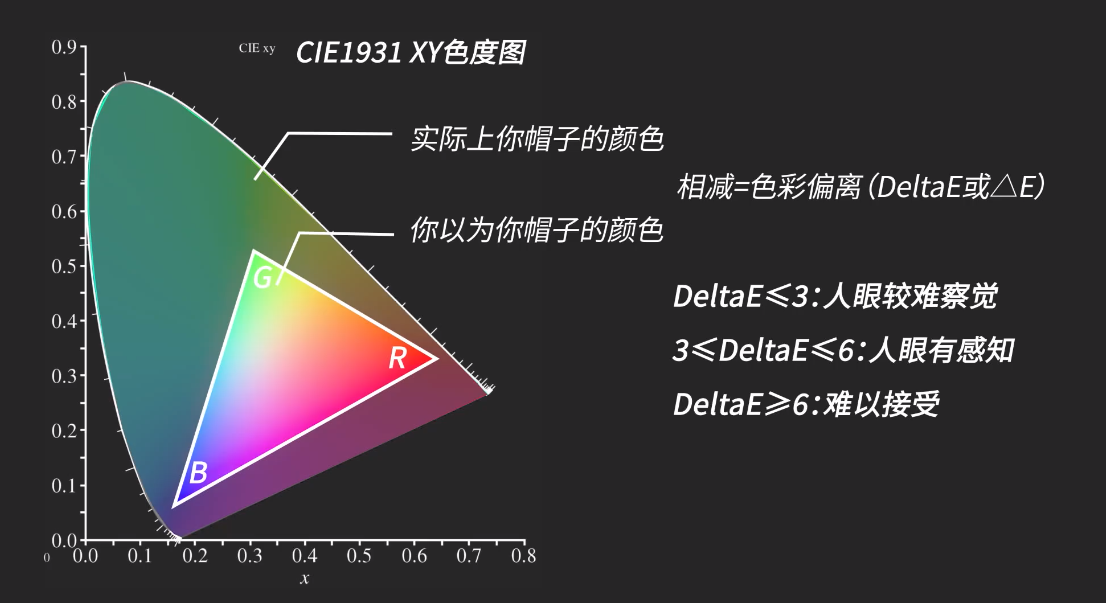 CIE xy
CIE1931 XY色度图
0.9
0.8
0.7
0.6
0.5
0.4
0.3
0.2
0.1
0.0
实际上你帽子的颜色
你以为你帽子的颜色
G
R
B
0
0.0 0.1 0.2 0.3 0.4 0.5 0.6 0.7 0.8
x
相减=色彩偏离(DeltaE或△E)
DeltaE≤3:人眼较难察觉
3≤DeltaE≤6:人眼有感知
DeltaE≥6:难以接受